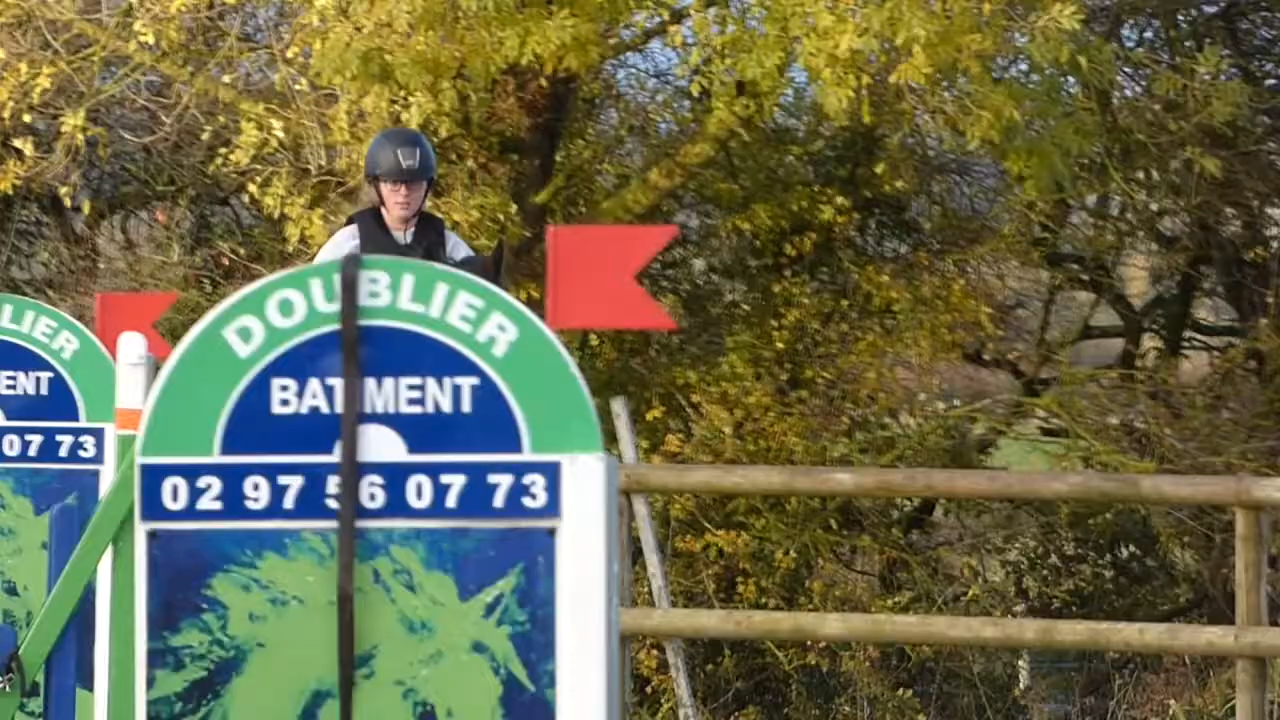 DOUBLIER
BATIMENT
02 97 56 07 73
LIER
ENT
07 73